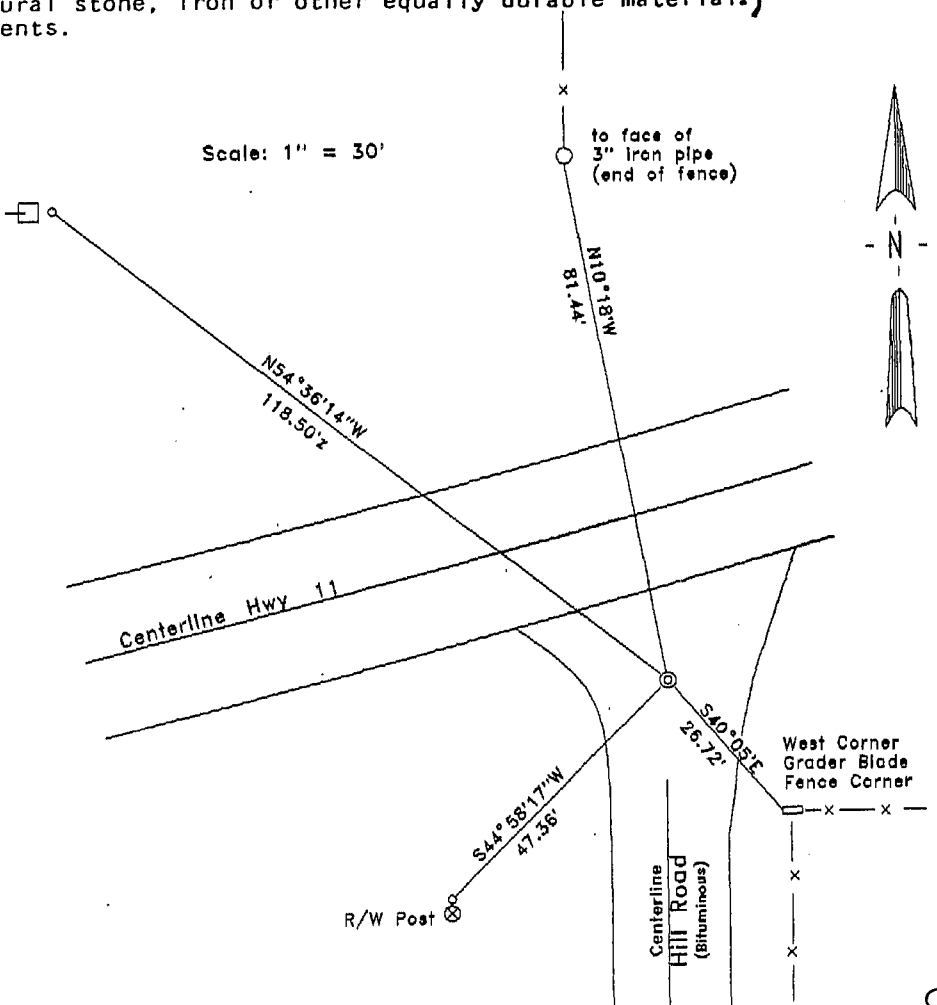 ural stone, iron or other equally durable material.)
ents.
Scale: 1" = 30'
to face of
3" iron pipe
(end of fence)
- N -
N10°18'W
81.44'
N54°36'14"W
118.50'z
Centerline Hwy 11
S40°05'E
26.72'
West Corner
Grader Blade
Fence Corner
S44°58'17"W
47.36'
R/W Post
Centerline
Hill Road
(Bituminous)